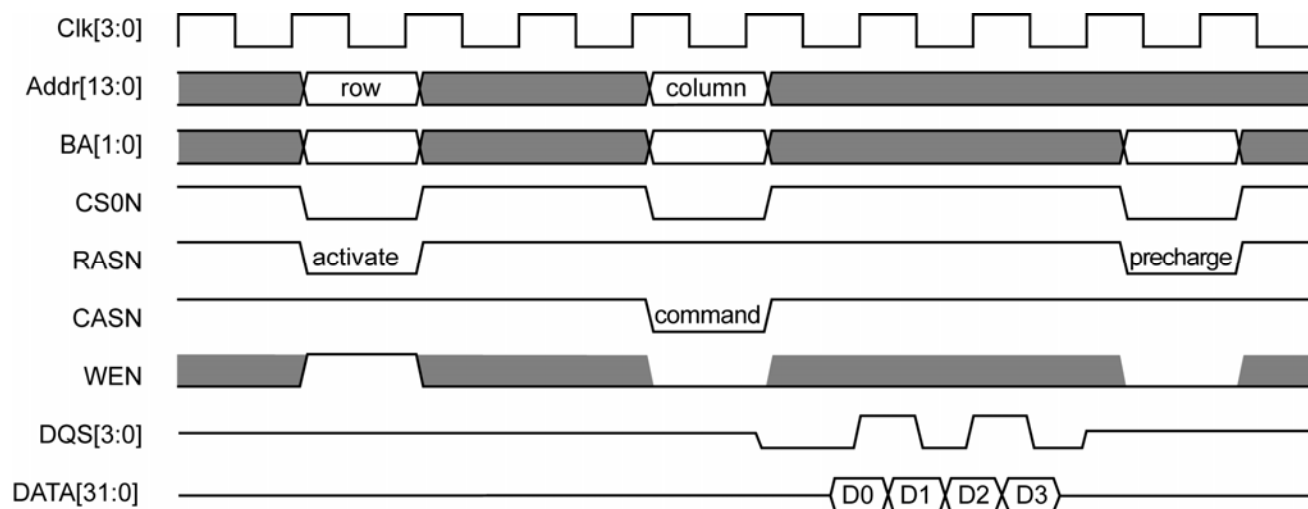 Clk[3:0]
Addr[13:0] row column
BA[1:0]
CS0N
RASN activate precharge
CASN command
WEN
DQS[3:0]
DATA[31:0] D0 D1 D2 D3